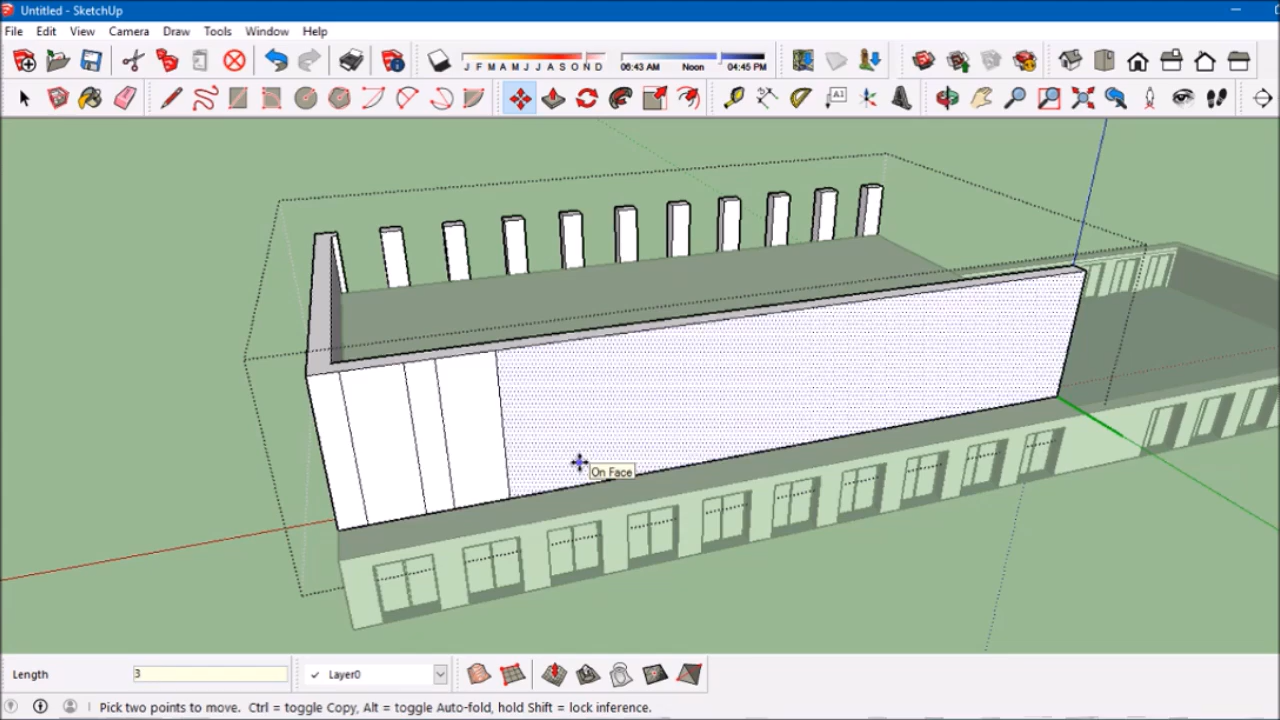 Untitled - SketchUp
File Edit View Camera Draw Tools Window Help
J F M A M J J A S O N D 06:43 AM Noon 04:45 PM
A1
On Face
Length 3 Layer0
Pick two points to move. Ctrl = toggle Copy, Alt = toggle Auto-fold, hold Shift = lock inference.